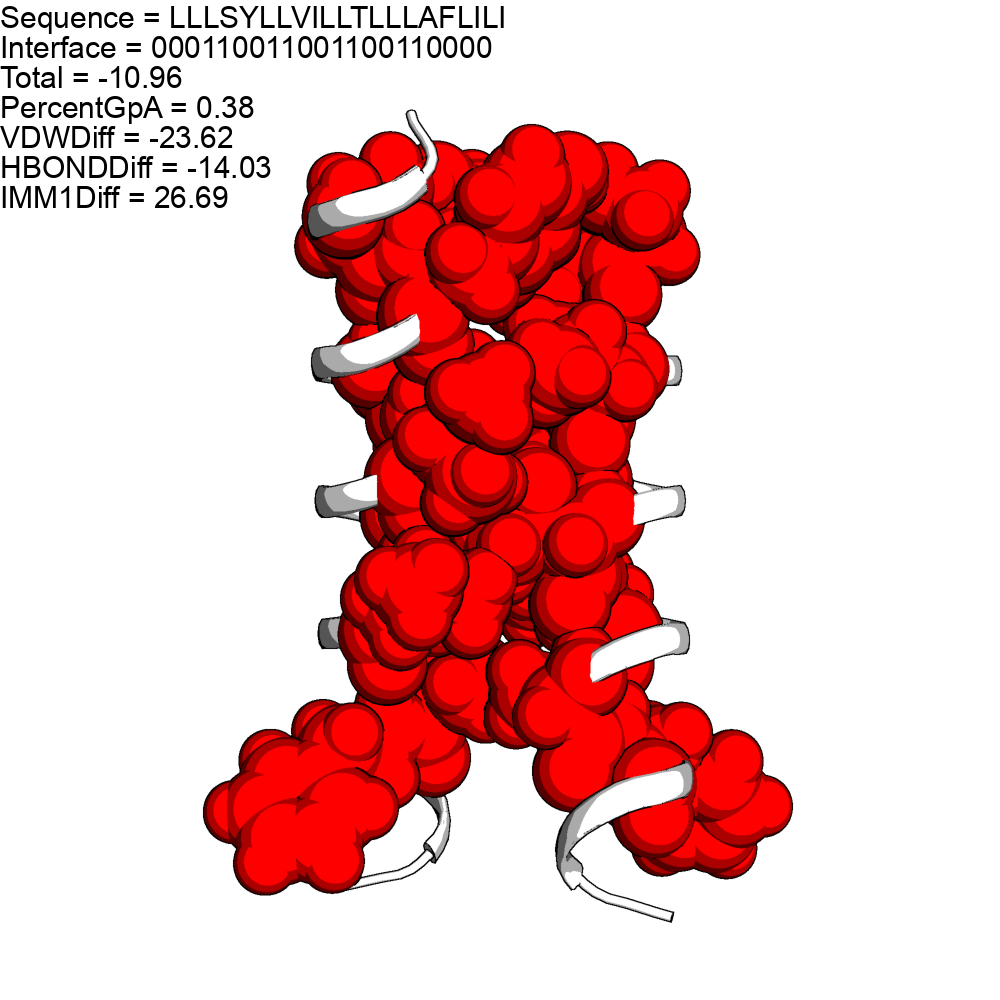 Sequence = LLLSYLLVILLTLLLAFLILI
Interface = 000110011001100110000
Total = -10.96
PercentGpA = 0.38
VDWDiff = -23.62
HBONDDiff = -14.03
IMM1Diff = 26.69